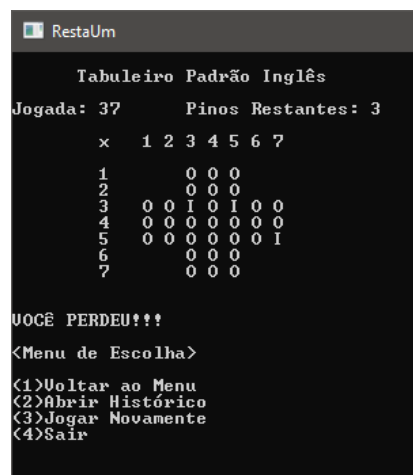 RestaUm
Tabuleiro Padrão Inglês
Jogada: 37 Pinos Restantes: 3
x 1 2 3 4 5 6 7
1 0 0 0
2 0 0 0
3 0 0 I 0 I 0 0
4 0 0 0 0 0 0 0
5 0 0 0 0 0 0 I
6 0 0 0
7 0 0 0
VOCÊ PERDEU!!!
<Menu de Escolha>
(1)Voltar ao Menu
(2)Abrir Histórico
(3)Jogar Novamente
(4)Sair